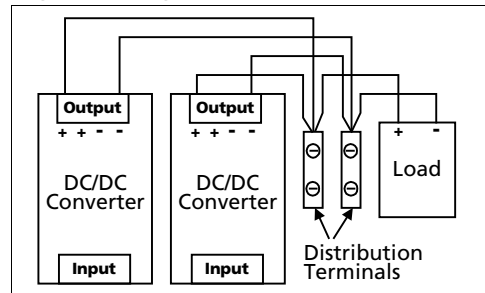 Output
+ + - -
DC/DC
Converter
Input
Output
+ + - -
DC/DC
Converter
Input
+ -
Load
Distribution
Terminals